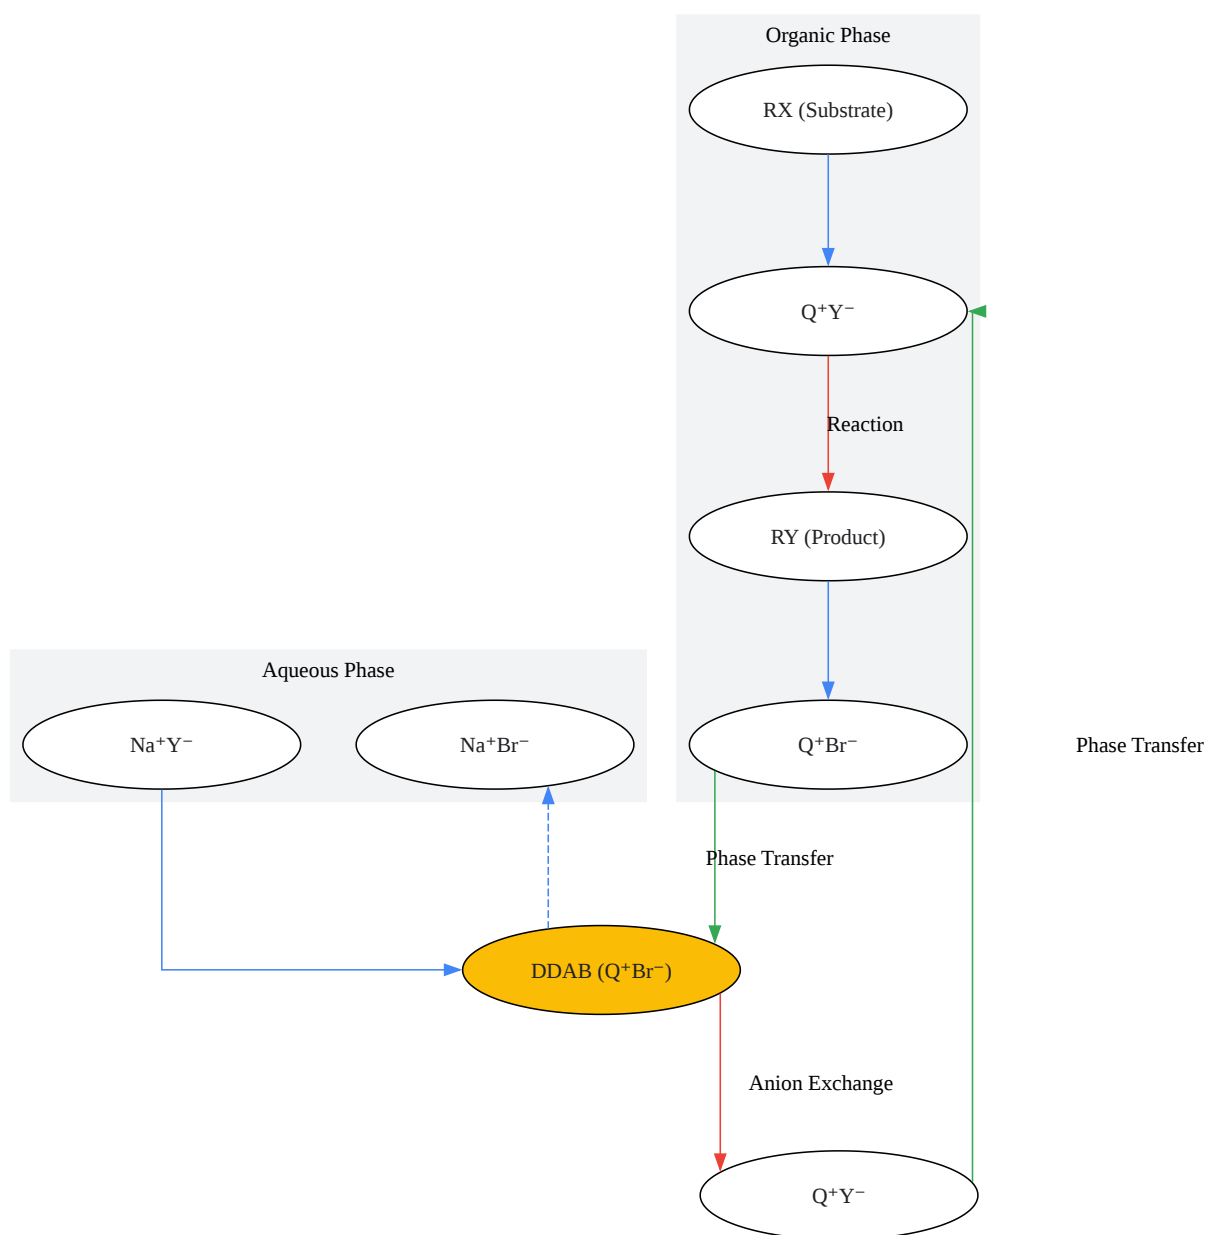 Organic Phase
RX (Substrate)
Q⁺Y⁻
Reaction
RY (Product)
Aqueous Phase
Na⁺Y⁻
Na⁺Br⁻
Q⁺Br⁻
Phase Transfer
Phase Transfer
DDAB (Q⁺Br⁻)
Anion Exchange
Q⁺Y⁻